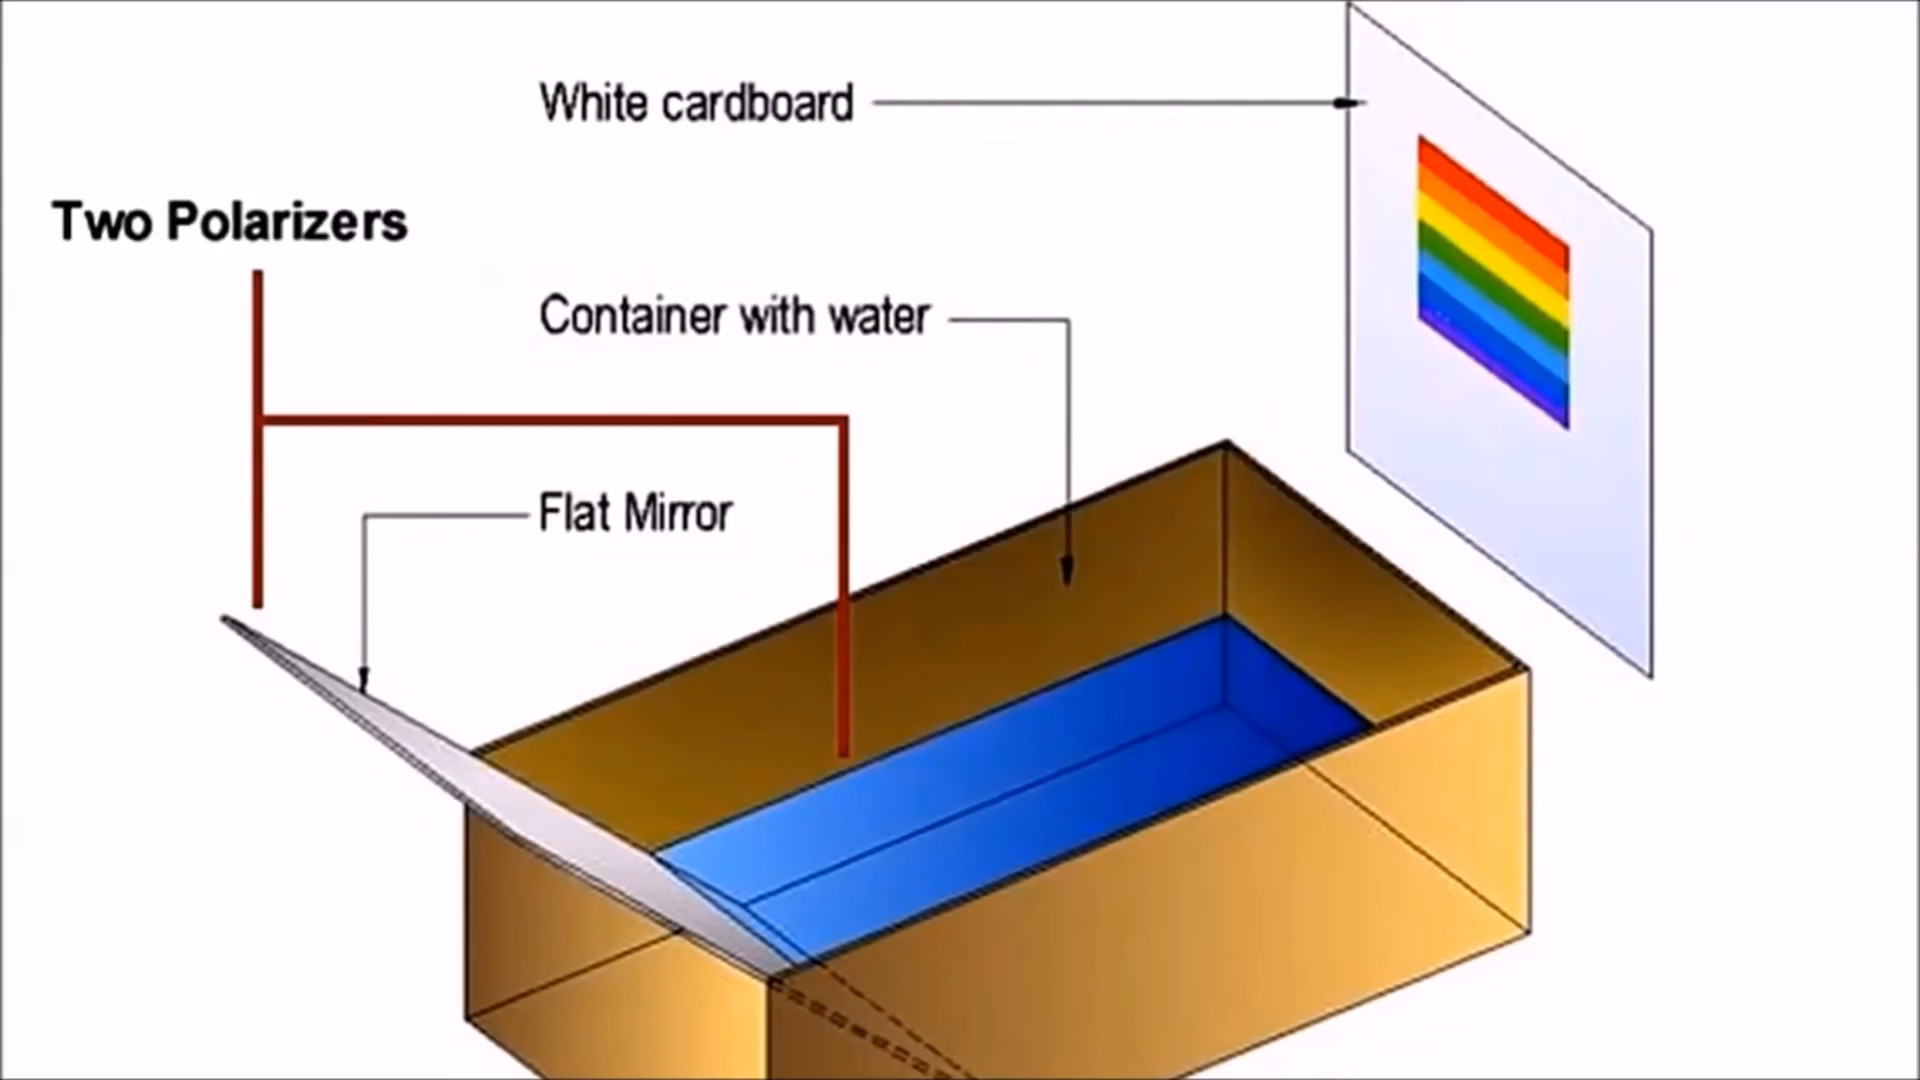 White cardboard
Two Polarizers
Container with water
Flat Mirror